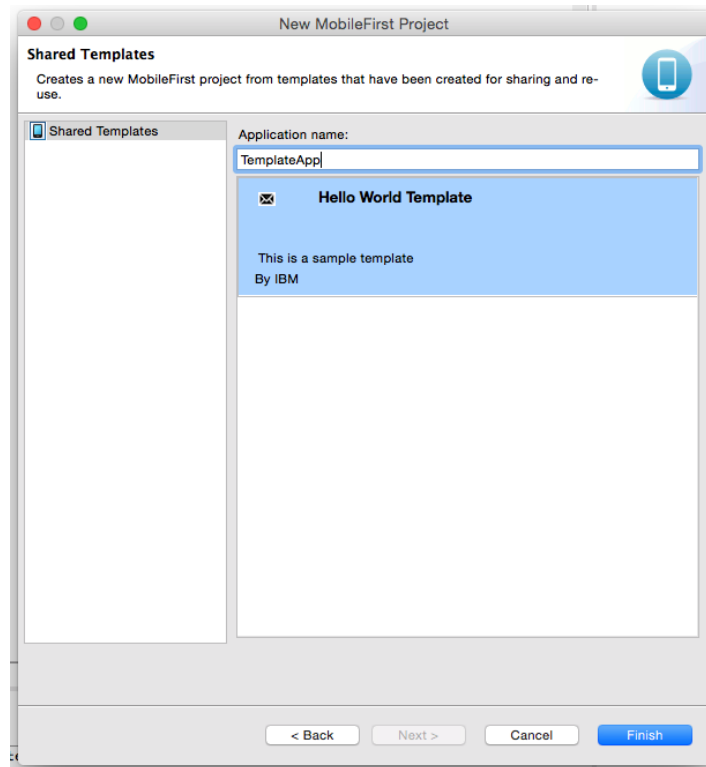 New MobileFirst Project
Shared Templates
Creates a new MobileFirst project from templates that have been created for sharing and re-
use.
Shared Templates
Application name:
TemplateApp
Hello World Template
This is a sample template
By IBM
< Back
Next >
Cancel
Finish